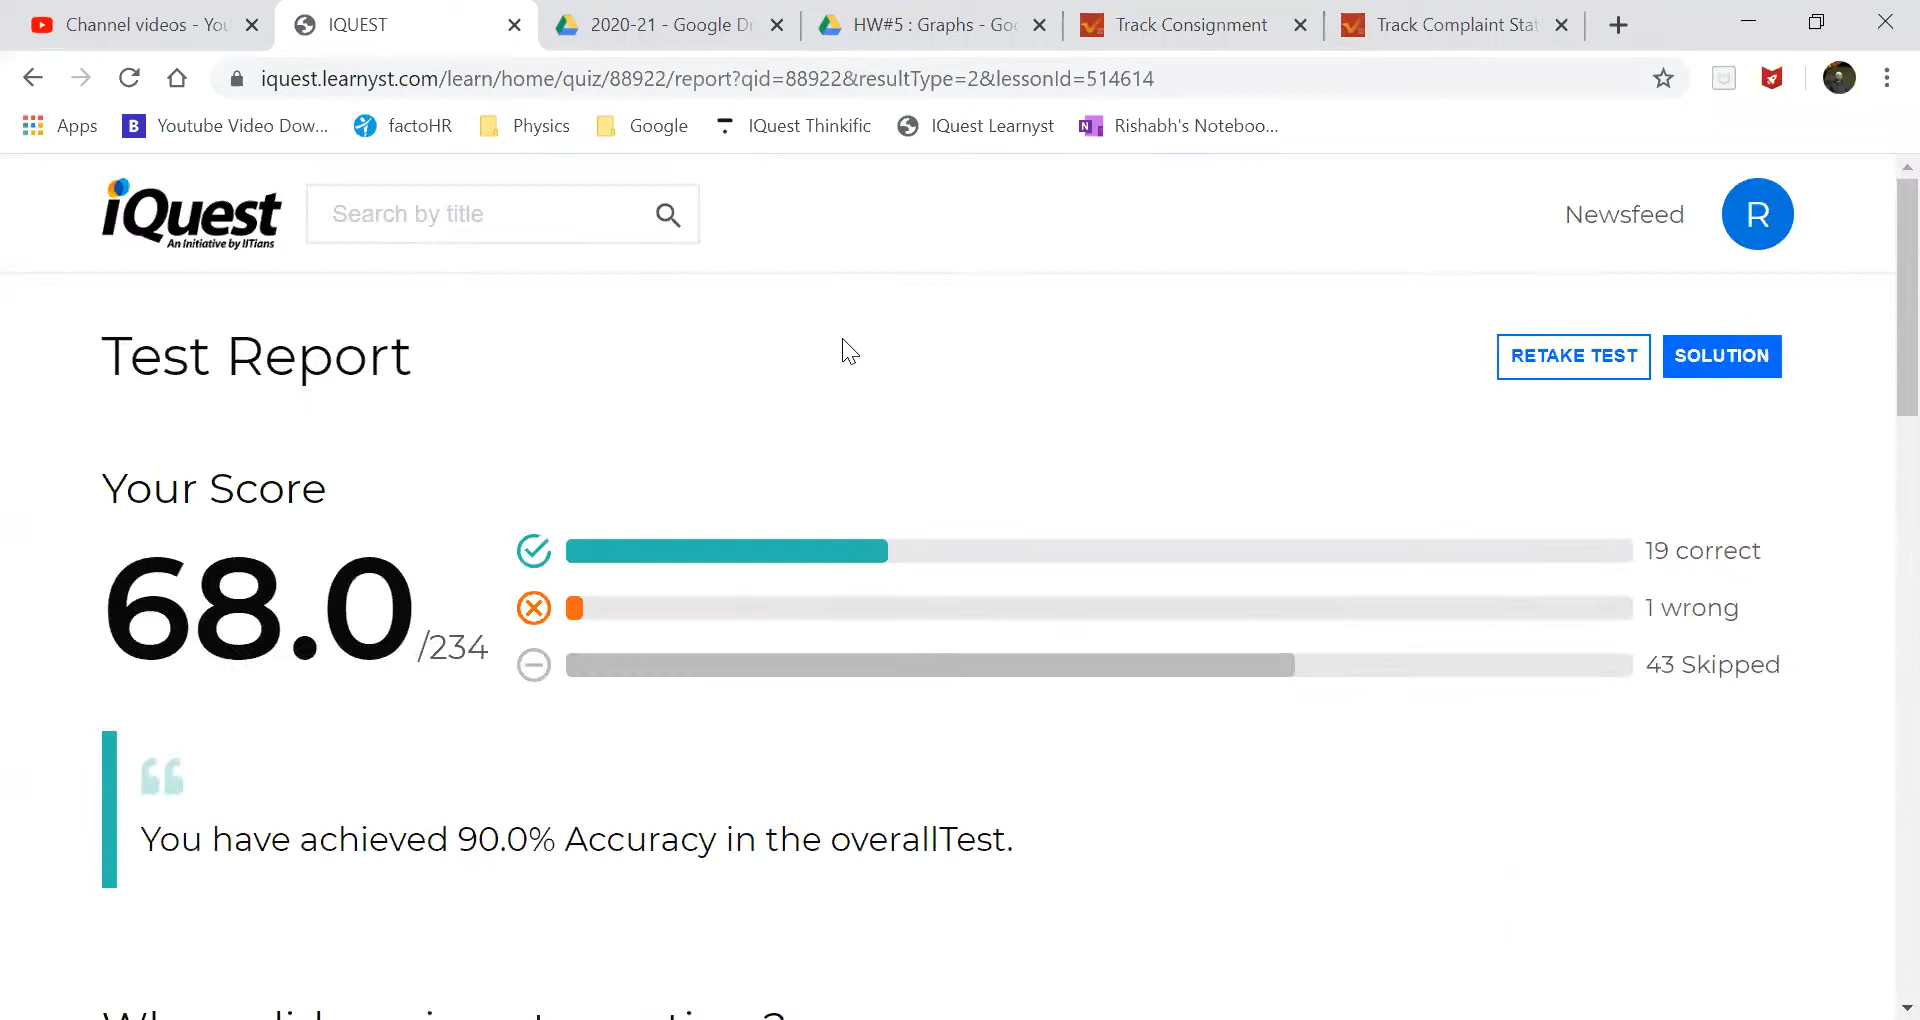 Channel videos - You
IQUEST
2020-21 - Google Dr
HW#5 : Graphs - Goo
Track Consignment
Track Complaint Stat
iquest.learnyst.com/learn/home/quiz/88922/report?qid=88922&resultType=2&lessonId=514614
Apps
B
Youtube Video Dow...
factoHR
Physics
Google
IQuest Thinkific
IQuest Learnyst
N
Rishabh's Noteboo...
iQuest
An Initiative by IITians
Search by title
Newsfeed
R
Test Report
RETAKE TEST
SOLUTION
Your Score
68.0/234
19 correct
1 wrong
43 Skipped
You have achieved 90.0% Accuracy in the overallTest.